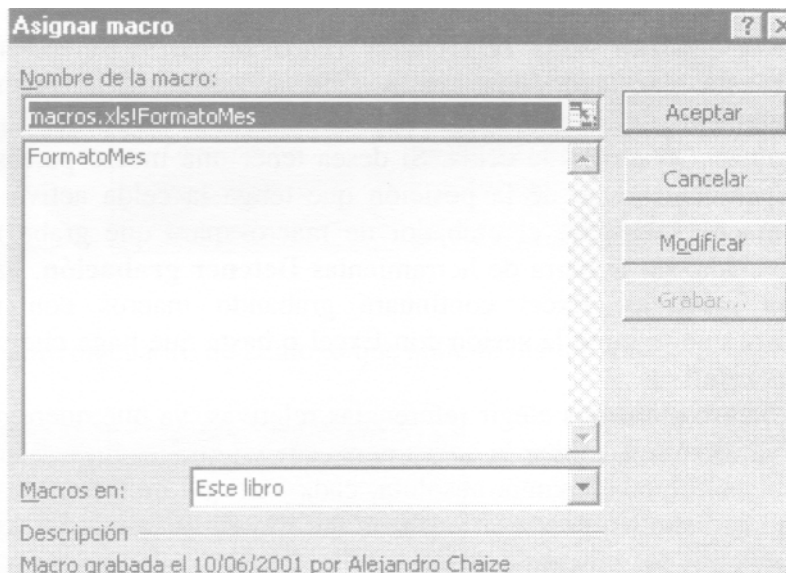 Asignar macro
Nombre de la macro:
macros.xls!FormatoMes
Aceptar
FormatoMes
Cancelar
Modificar
Grabar...
Macros en:
Este libro
Descripción
Macro grabada el 10/06/2001 por Alejandro Chaize